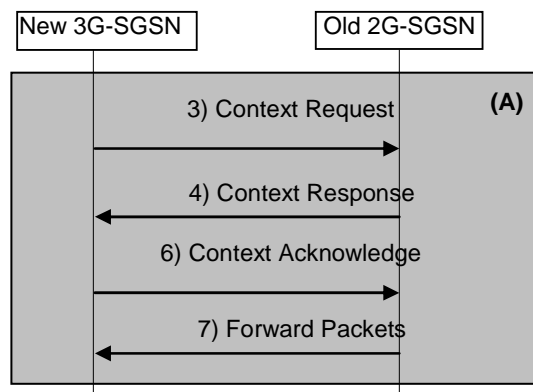 New 3G-SGSN Old 2G-SGSN
(A)
3) Context Request
4) Context Response
6) Context Acknowledge
7) Forward Packets